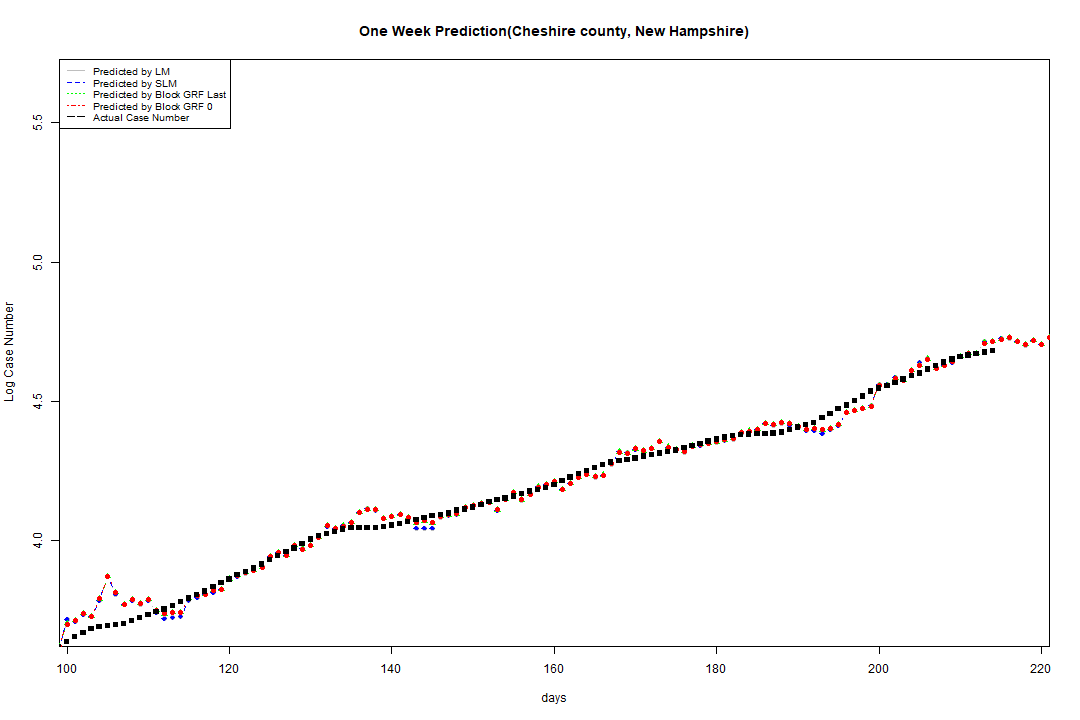 One Week Prediction(Cheshire county, New Hampshire)
Predicted by LM
Predicted by SLM
Predicted by Block GRF Last
Predicted by Block GRF 0
Actual Case Number
5.5
5.0
4.5
4.0
Log Case Number
100 120 140 160 180 200 220
days